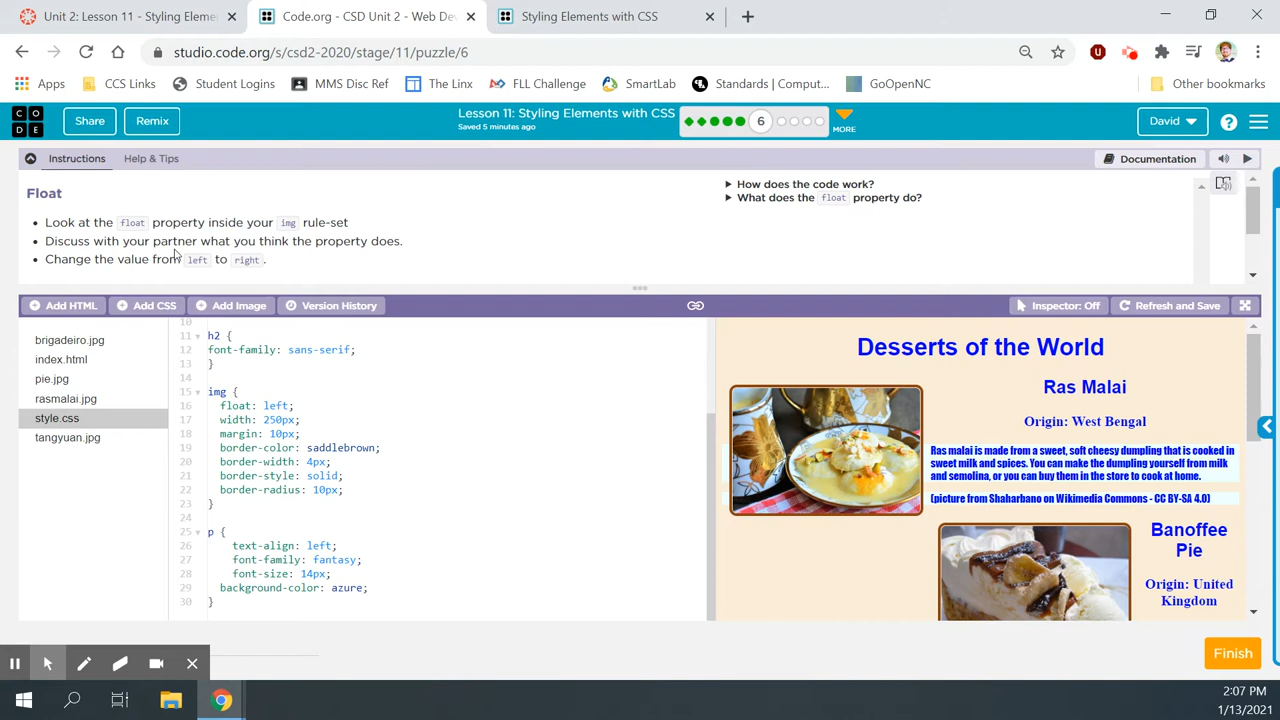 Unit 2: Lesson 11 - Styling Eleme
Code.org - CSD Unit 2 - Web De
Styling Elements with CSS
studio.code.org/s/csd2-2020/stage/11/puzzle/6
Apps CCS Links Student Logins MMS Disc Ref The Linx FLL Challenge SmartLab Standards | Comput... GoOpenNC Other bookmarks
C O D E
Share Remix
Lesson 11: Styling Elements with CSS
Saved 5 minutes ago
6
MORE
David
Instructions Help & Tips Documentation
Float
Look at the float property inside your img rule-set
Discuss with your partner what you think the property does.
Change the value from left to right.
How does the code work?
What does the float property do?
Add HTML Add CSS Add Image Version History Inspector: Off Refresh and Save
brigadeiro.jpg
index.html
pie.jpg
rasmalai.jpg
style.css
tangyuan.jpg
10
11 h2 {
12 font-family: sans-serif;
13 }
14
15 img {
16 float: left;
17 width: 250px;
18 margin: 10px;
19 border-color: saddlebrown;
20 border-width: 4px;
21 border-style: solid;
22 border-radius: 10px;
23 }
24
25 p {
26 text-align: left;
27 font-family: fantasy;
28 font-size: 14px;
29 background-color: azure;
30 }
Desserts of the World
Ras Malai
Origin: West Bengal
Ras malai is made from a sweet, soft cheesy dumpling that is cooked in
sweet milk and spices. You can make the dumpling yourself from milk
and semolina, or you can buy them in the store to cook at home.
(picture from Shaharbano on Wikimedia Commons - CC BY-SA 4.0)
Banoffee
Pie
Origin: United
Kingdom
Finish
2:07 PM
1/13/2021